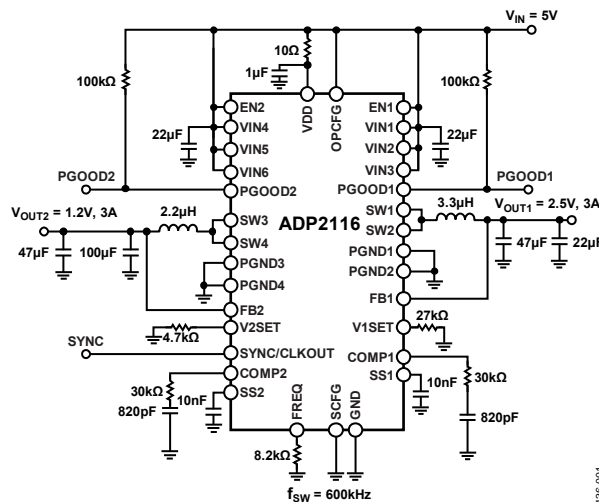 VIN = 5V
10Ω
1µF
100kΩ
100kΩ
VDD
OPCFG
EN2
EN1
VIN4
VIN1
22µF
22µF
VIN5
VIN2
VIN6
VIN3
PGOOD2
PGOOD2
PGOOD1
PGOOD1
VOUT2 = 1.2V, 3A
2.2µH
SW3
ADP2116
SW1
3.3µH
VOUT1 = 2.5V, 3A
SW4
SW2
47µF
100µF
47µF
22µF
PGND3
PGND1
PGND4
PGND2
FB2
FB1
4.7kΩ
V2SET
V1SET
27kΩ
SYNC
SYNC/CLKOUT
COMP1
COMP2
SS1
30kΩ
10nF
SS2
10nF
30kΩ
820pF
820pF
FREQ
SCFG
GND
8.2kΩ
fSW = 600kHz